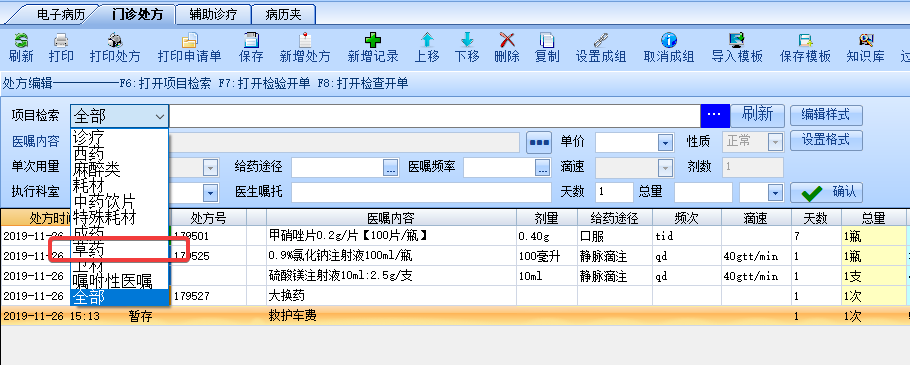 电子病历 门诊处方 辅助诊疗 病历夹
刷新 打印 打印处方 打印申请单 保存 新增处方 新增记录 上移 下移 删除 复制 设置成组 取消成组 导入模板 保存模板 知识库
处方编辑————————F6:打开项目检索 F7:打开检验开单 F8:打开检查开单
项目检索 全部 ... 刷新 编辑样式
医嘱内容 单价 性质 正常 设置格式
单次用量 给药途径 ... 医嘱频率 ... 滴速 剂数 1
执行科室 医生嘱托 天数 1 总量 确认
诊疗
西药
麻醉类
耗材
中药饮片
特殊耗材
成药
草药
卫材
嘱咐性医嘱
全部
处方时间 处方号 医嘱内容 剂量 给药途径 频次 滴速 天数 总量
2019-11-26 179501 甲硝唑片0.2g/片【100片/瓶】 0.40g 口服 tid 7 1瓶
2019-11-26 179525 0.9%氯化钠注射液100ml/瓶 100毫升 静脉滴注 qd 40gtt/min 1 1瓶
2019-11-26 硫酸镁注射液10ml:2.5g/支 10ml 静脉滴注 qd 40gtt/min 1 1支
2019-11-26 179527 大换药 1 1次
2019-11-26 15:13 暂存 救护车费 1 1次